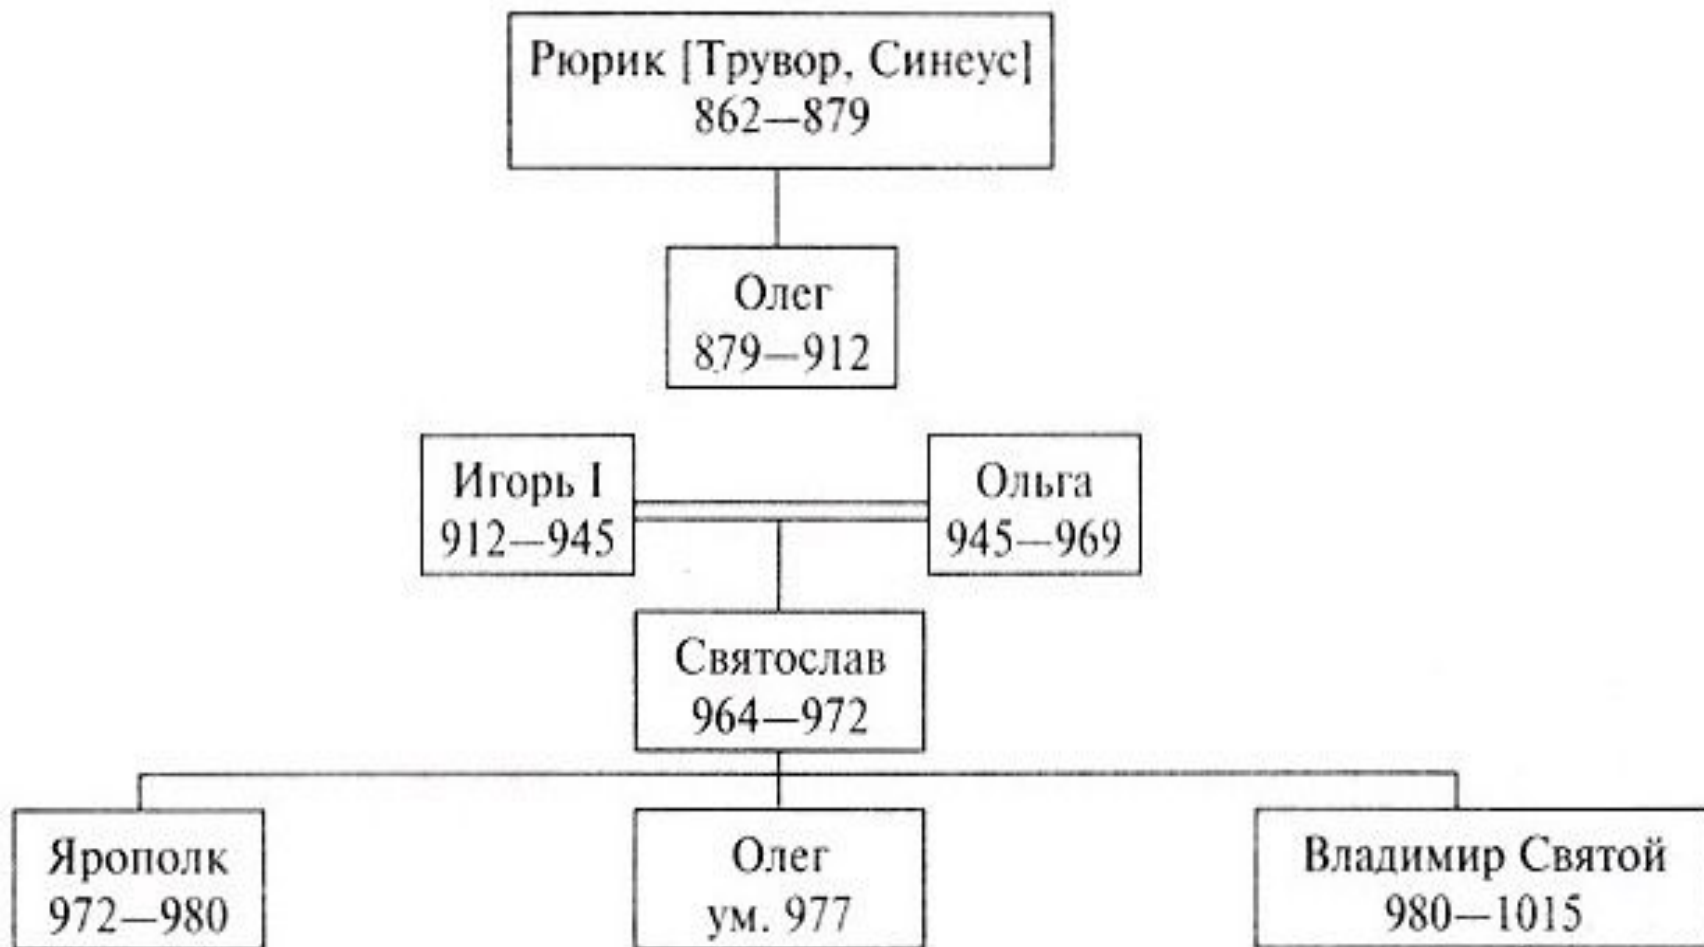 Рюрик [Трувор, Синеус]
862—879
Олег
879—912
Игорь I
912—945
Ольга
945—969
Святослав
964—972
Ярополк
972—980
Олег
ум. 977
Владимир Святой
980—1015